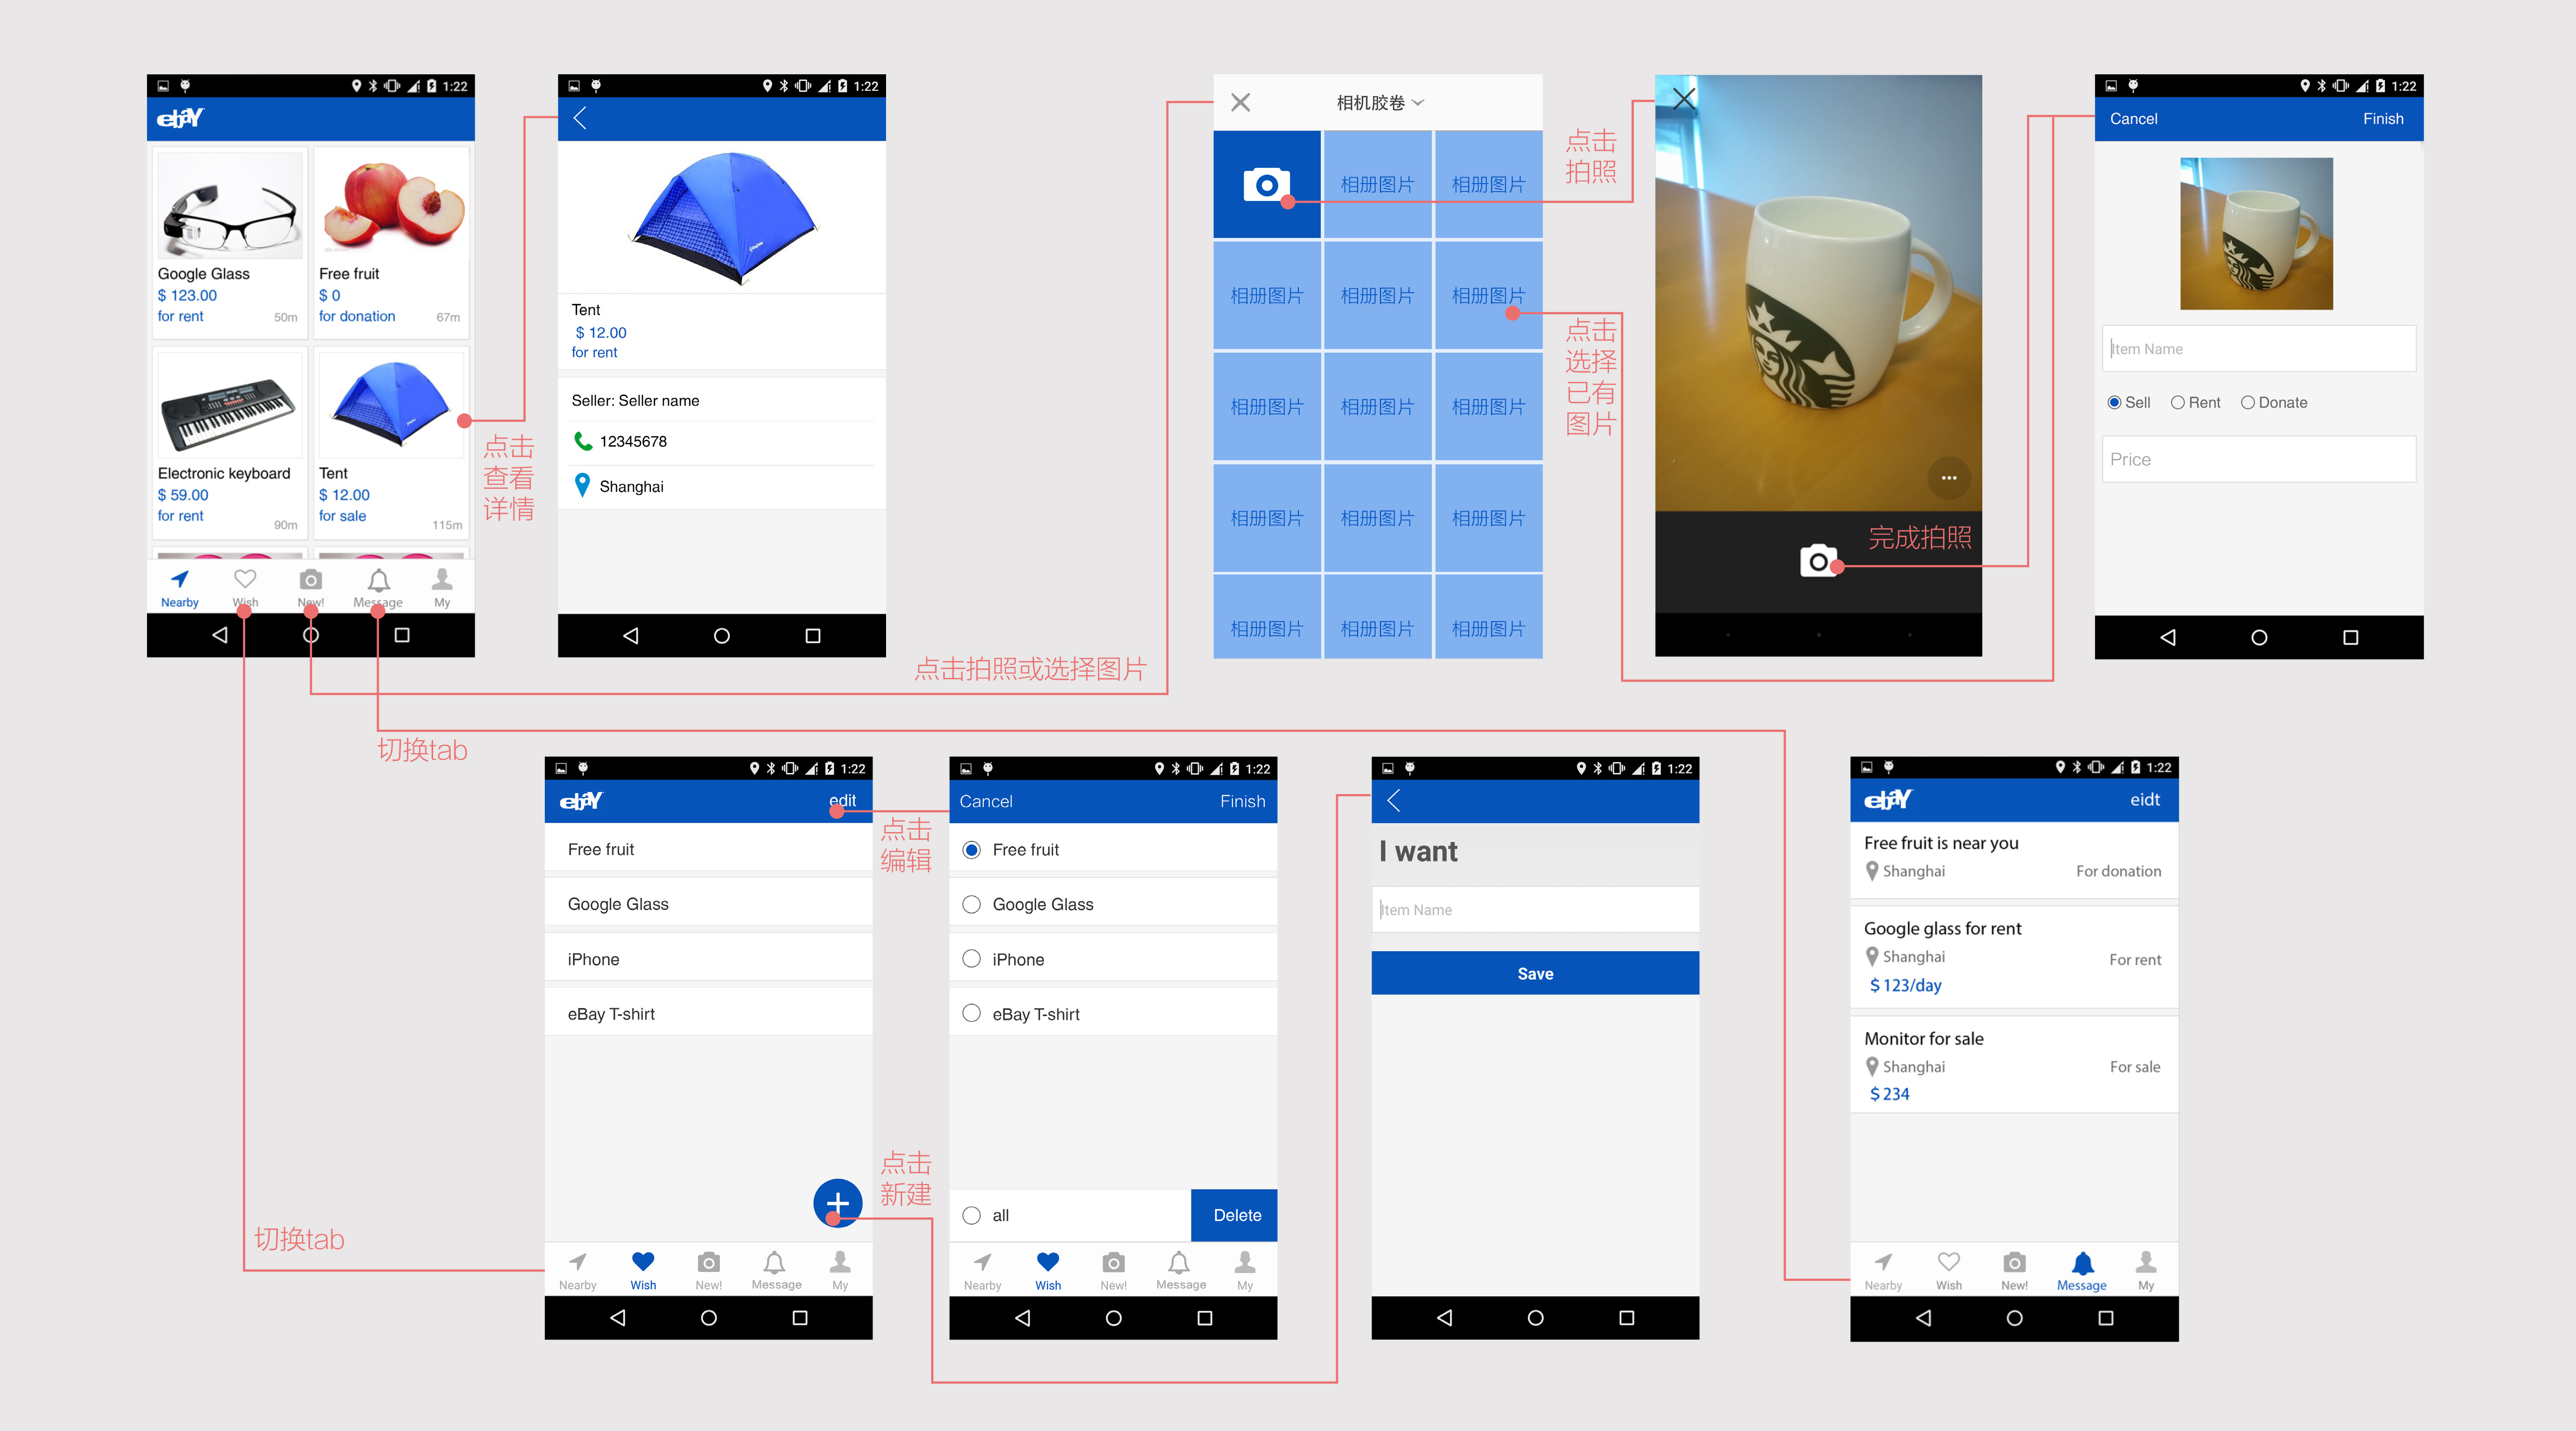 1:22
ebaY
Google Glass
$ 123.00
for rent
50m
Free fruit
$ 0
for donation
67m
Electronic keyboard
$ 59.00
for rent
90m
Tent
$ 12.00
for sale
115m
Nearby
Wish
New!
Message
My
点击
查看
详情
1:22
Tent
$ 12.00
for rent
Seller: Seller name
12345678
Shanghai
点击拍照或选择图片
相机胶卷
相册图片
相册图片
相册图片
相册图片
相册图片
相册图片
相册图片
相册图片
相册图片
相册图片
相册图片
相册图片
相册图片
相册图片
点击
拍照
点击
选择
已有
图片
完成拍照
1:22
Cancel
Finish
Item Name
Sell
Rent
Donate
Price
切换tab
切换tab
1:22
ebaY
edit
Free fruit
Google Glass
iPhone
eBay T-shirt
Nearby
Wish
New!
Message
My
点击
编辑
点击
新建
1:22
Cancel
Finish
Free fruit
Google Glass
iPhone
eBay T-shirt
all
Delete
Nearby
Wish
New!
Message
My
1:22
I want
Item Name
Save
1:22
ebaY
eidt
Free fruit is near you
Shanghai
For donation
Google glass for rent
Shanghai
For rent
$ 123/day
Monitor for sale
Shanghai
For sale
$ 234
Nearby
Wish
New!
Message
My